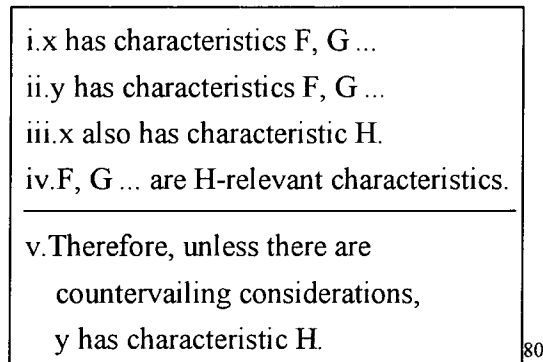 i.x has characteristics F, G ...
ii.y has characteristics F, G ...
iii.x also has characteristic H.
iv.F, G ... are H-relevant characteristics.
v.Therefore, unless there are
countervailing considerations,
y has characteristic H.
80